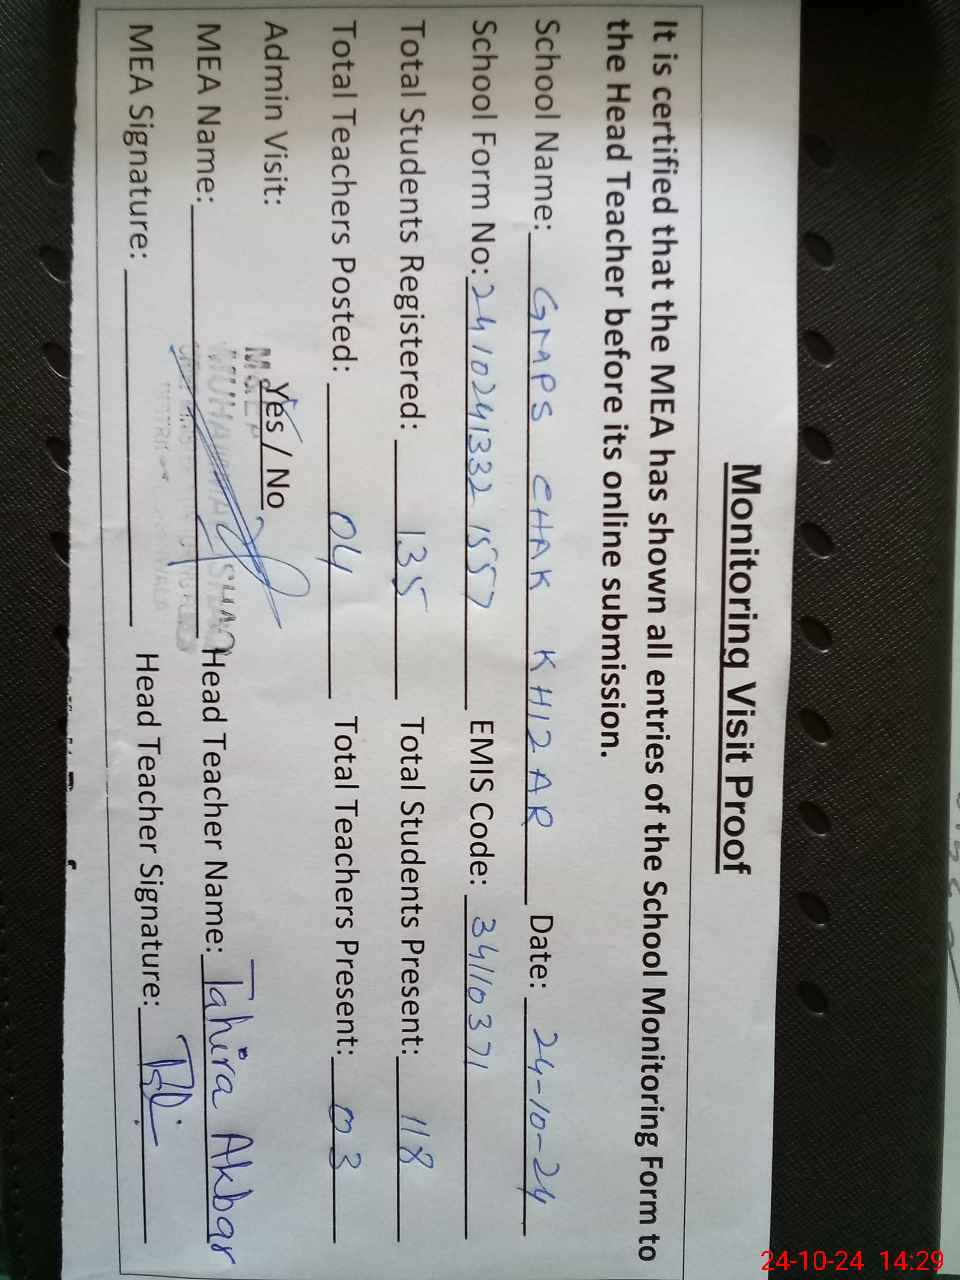 Monitoring Visit Proof
It is certified that the MEA has shown all entries of the School Monitoring Form to
the Head Teacher before its online submission.
School Name: GMPS CHAK KHIZAR Date: 24-10-24
School Form No: 2410241332157 EMIS Code: 34110371
Total Students Registered: 135 Total Students Present: 118
Total Teachers Posted: 04 Total Teachers Present: 03
Admin Visit: Yes / No
MEA Name: Head Teacher Name: Tahira Akbar
MEA Signature: Head Teacher Signature:
24-10-24 14:29